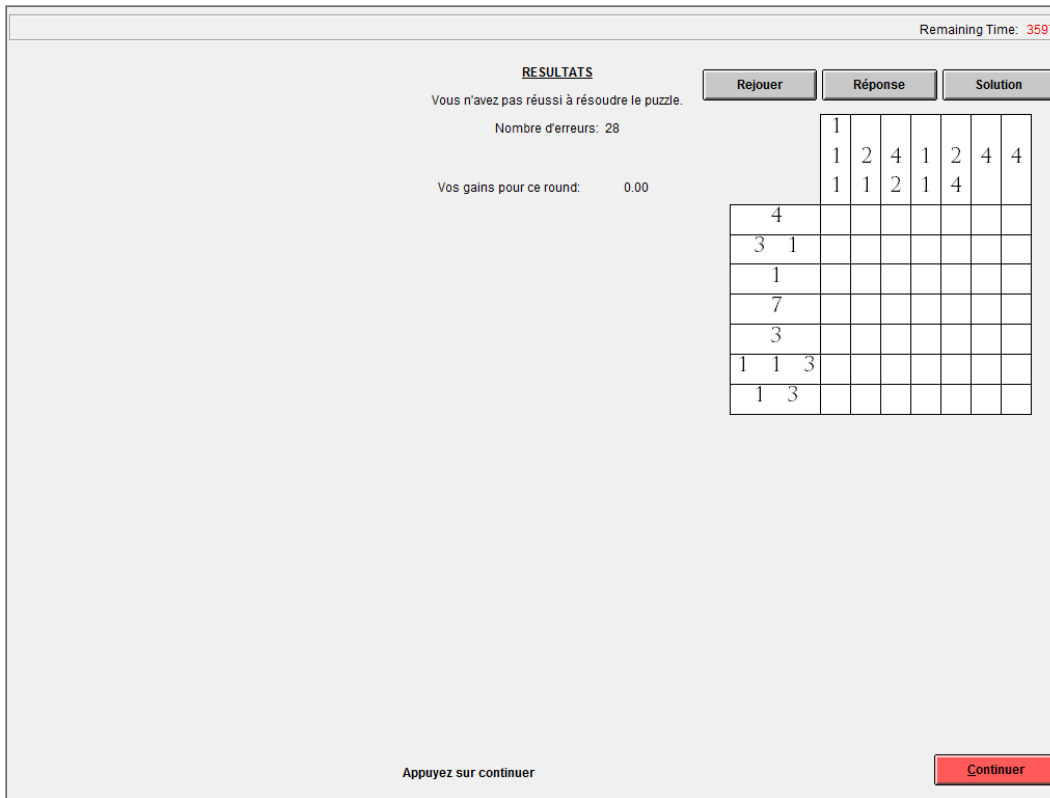 Remaining Time: 359
RESULTATS
Rejouer Réponse Solution
Vous n'avez pas réussi à résoudre le puzzle.
Nombre d'erreurs: 28
1
1 2 4 1 2 4 4
1 1 2 1 4
Vos gains pour ce round: 0.00
4
3 1
1
7
3
1 1 3
1 3
Appuyez sur continuer
Continuer